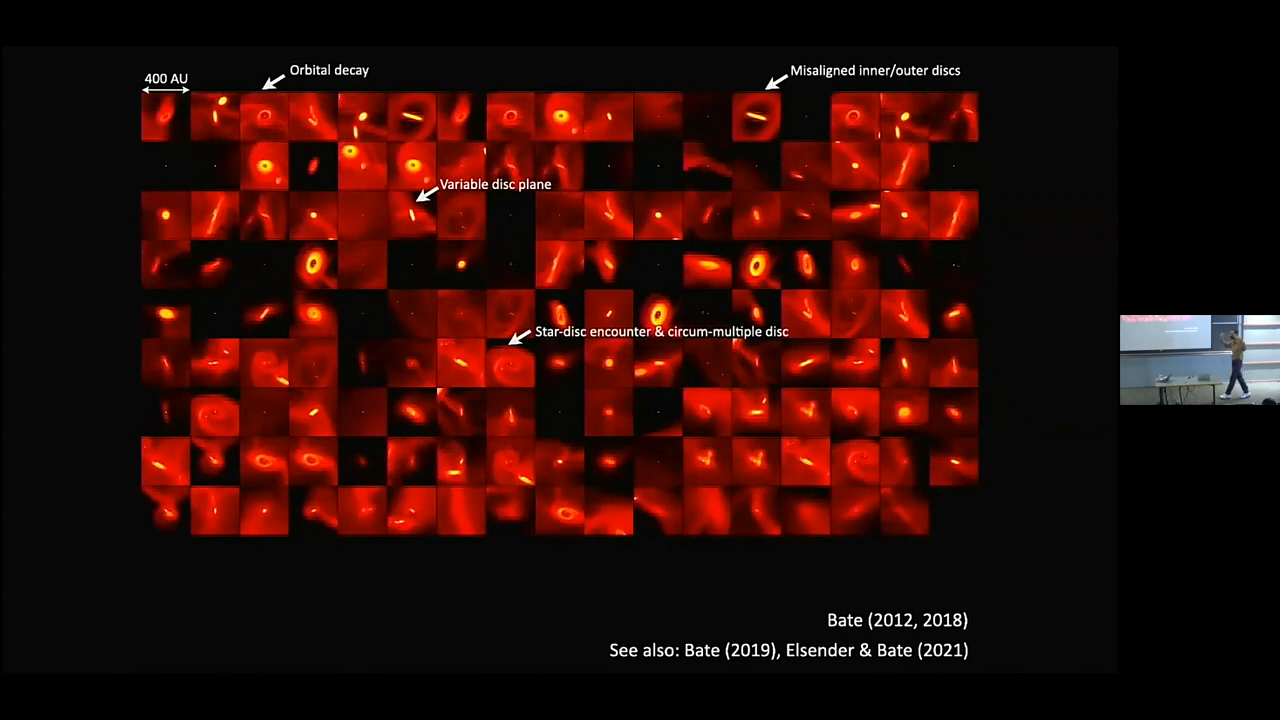 Orbital decay
Misaligned inner/outer discs
400 AU
Variable disc plane
Star-disc encounter & circum-multiple disc
Bate (2012, 2018)
See also: Bate (2019), Elsender & Bate (2021)